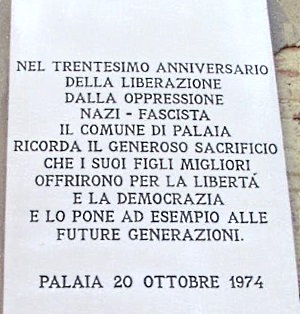 NEL TRENTESIMO ANNIVERSARIO
DELLA LIBERAZIONE
DALLA OPPRESSIONE
NAZI - FASCISTA
IL COMUNE DI PALAIA
RICORDA IL GENEROSO SACRIFICIO
CHE I SUOI FIGLI MIGLIORI
OFFRIRONO PER LA LIBERTÁ
E LA DEMOCRAZIA
E LO PONE AD ESEMPIO ALLE
FUTURE GENERAZIONI.
PALAIA 20 OTTOBRE 1974